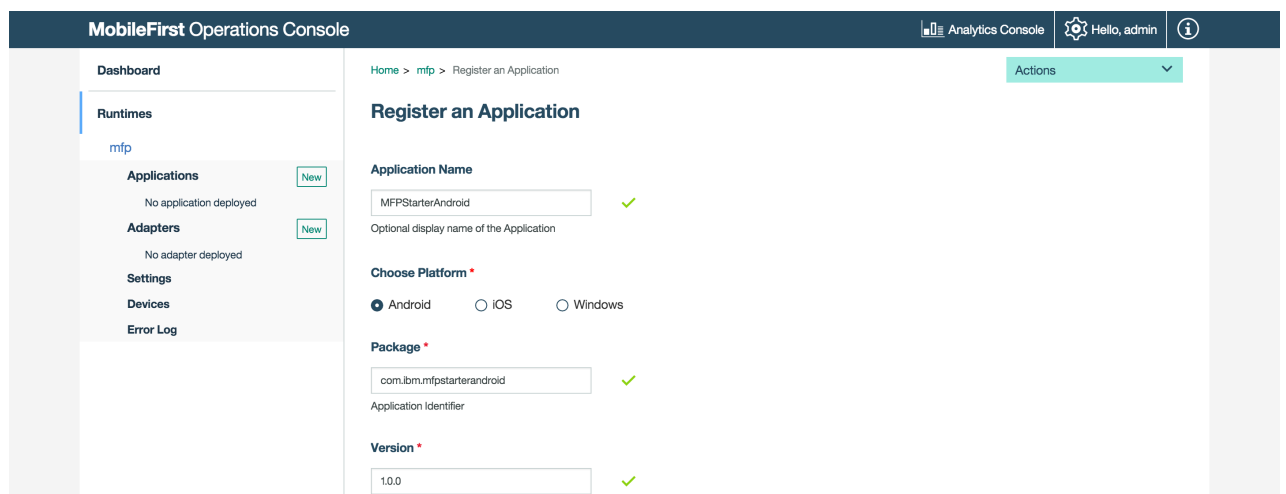 MobileFirst Operations Console
Analytics Console
Hello, admin
Dashboard
Runtimes
mfp
Applications New
No application deployed
Adapters New
No adapter deployed
Settings
Devices
Error Log
Home > mfp > Register an Application
Actions
Register an Application
Application Name
MFPStarterAndroid
Optional display name of the Application
Choose Platform *
Android iOS Windows
Package *
com.ibm.mfpstarterandroid
Application Identifier
Version *
1.0.0